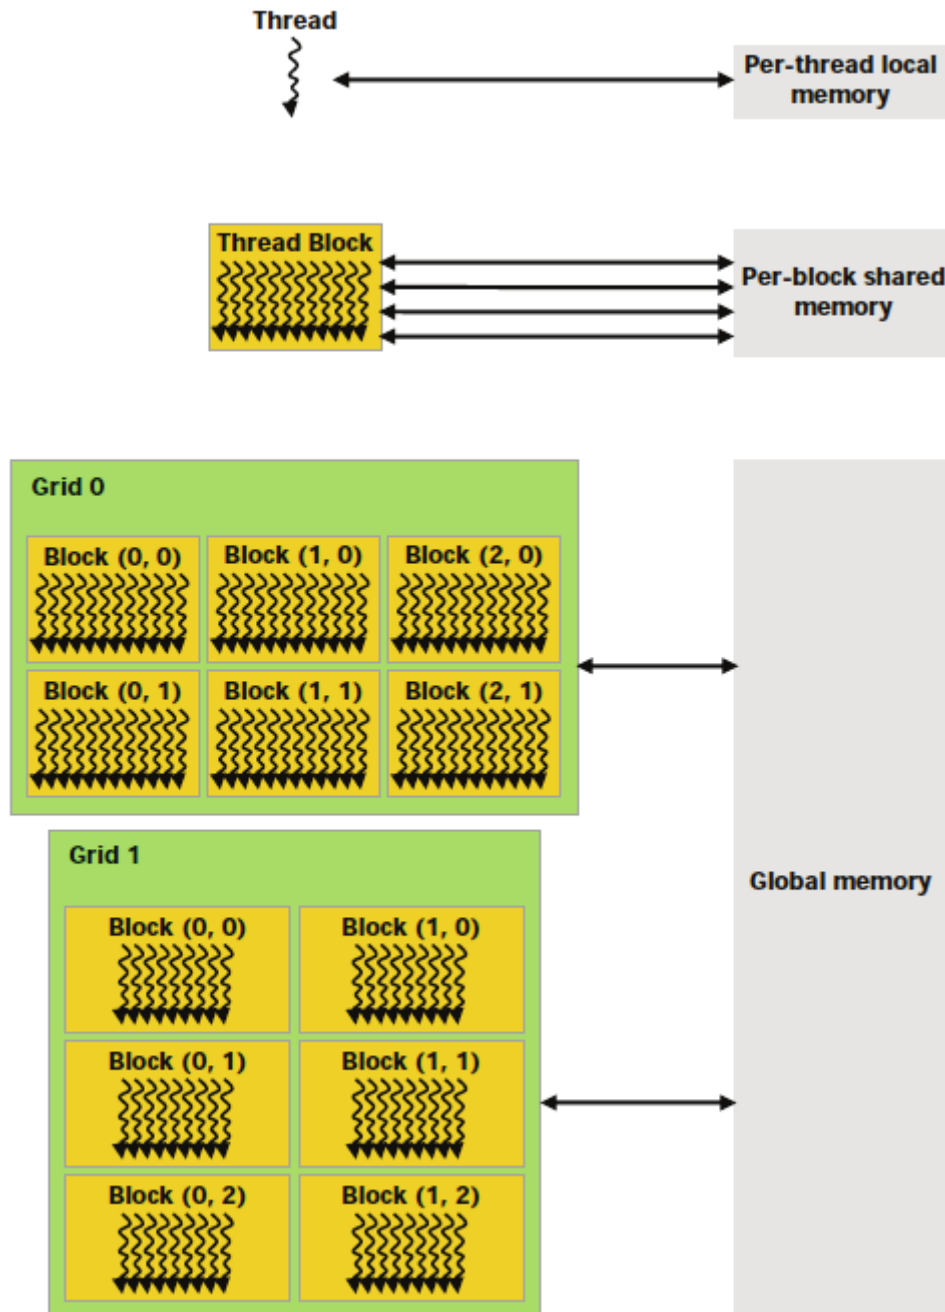 Thread
Per-thread local
memory
Thread Block
Per-block shared
memory
Grid 0
Block (0, 0)
Block (1, 0)
Block (2, 0)
Block (0, 1)
Block (1, 1)
Block (2, 1)
Grid 1
Global memory
Block (0, 0)
Block (1, 0)
Block (0, 1)
Block (1, 1)
Block (0, 2)
Block (1, 2)